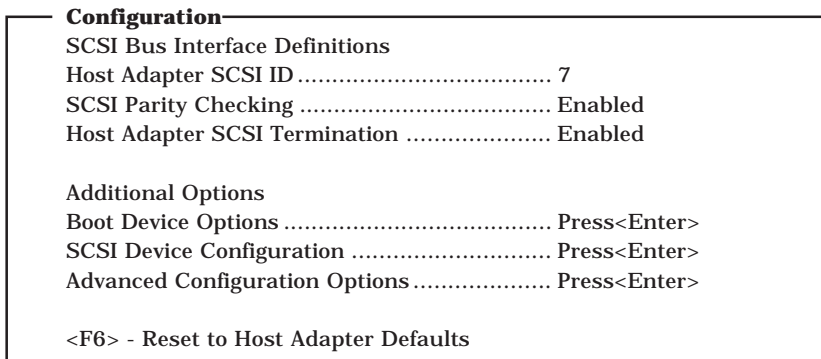 Configuration
SCSI Bus Interface Definitions
Host Adapter SCSI ID ..................................... 7
SCSI Parity Checking ..................................... Enabled
Host Adapter SCSI Termination ..................... Enabled
Additional Options
Boot Device Options ....................................... Press<Enter>
SCSI Device Configuration ............................. Press<Enter>
Advanced Configuration Options .................... Press<Enter>
<F6> - Reset to Host Adapter Defaults